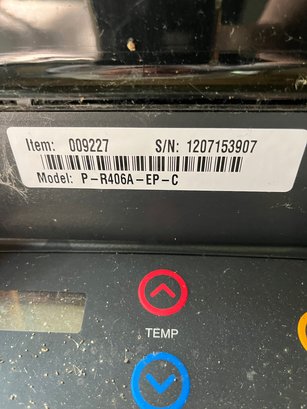 Item: 009227 S/N: 1207153907
Model: P-R406A-EP-C
TEMP